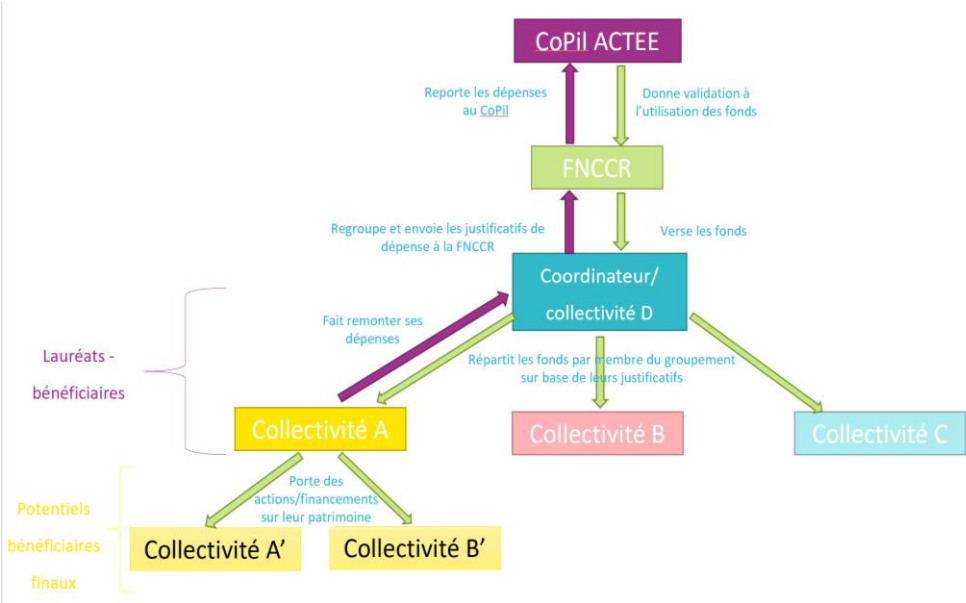 CoPil ACTEE
Reporte les dépenses
au CoPil
Donne validation à
l'utilisation des fonds
FNCCR
Regroupe et envoie les justificatifs de
dépense à la FNCCR
Verse les fonds
Coordinateur/
collectivité D
Fait remonter ses
dépenses
Lauréats -
bénéficiaires
Répartit les fonds par membre du groupement
sur base de leurs justificatifs
Collectivité A
Collectivité B
Collectivité C
Porte des
actions/financements
sur leur patrimoine
Potentiels
bénéficiaires
finaux
Collectivité A'
Collectivité B'